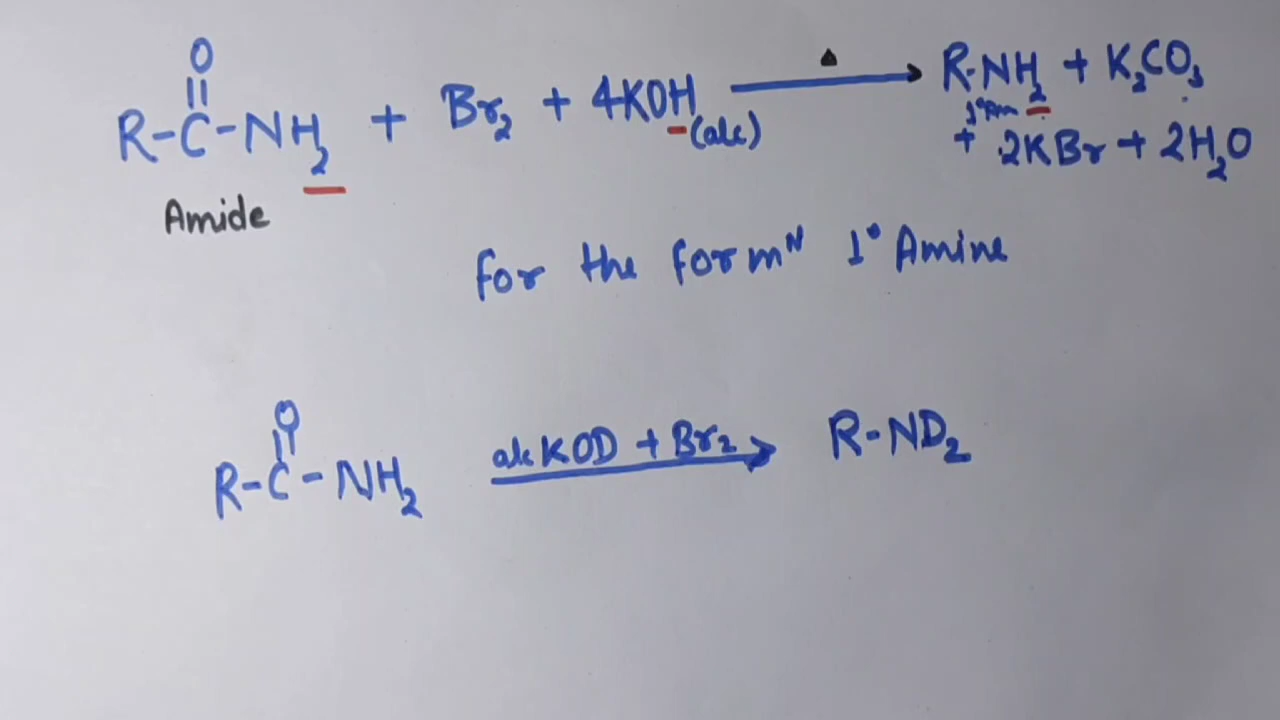 O
R-C-NH₂ + Br₂ + 4KOH (alc) → Δ R-NH₂ + K₂CO₃
1°Am
+ 2KBr + 2H₂O
Amide
for the formᴺ 1° Amine
O
R-C-NH₂ alc KOD + Br₂ → R-ND₂